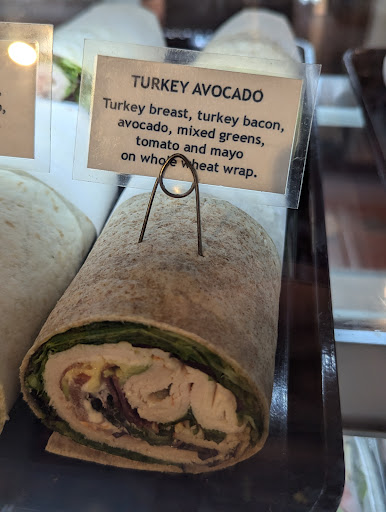 TURKEY AVOCADO
Turkey breast, turkey bacon,
avocado, mixed greens,
tomato and mayo
on whole wheat wrap.